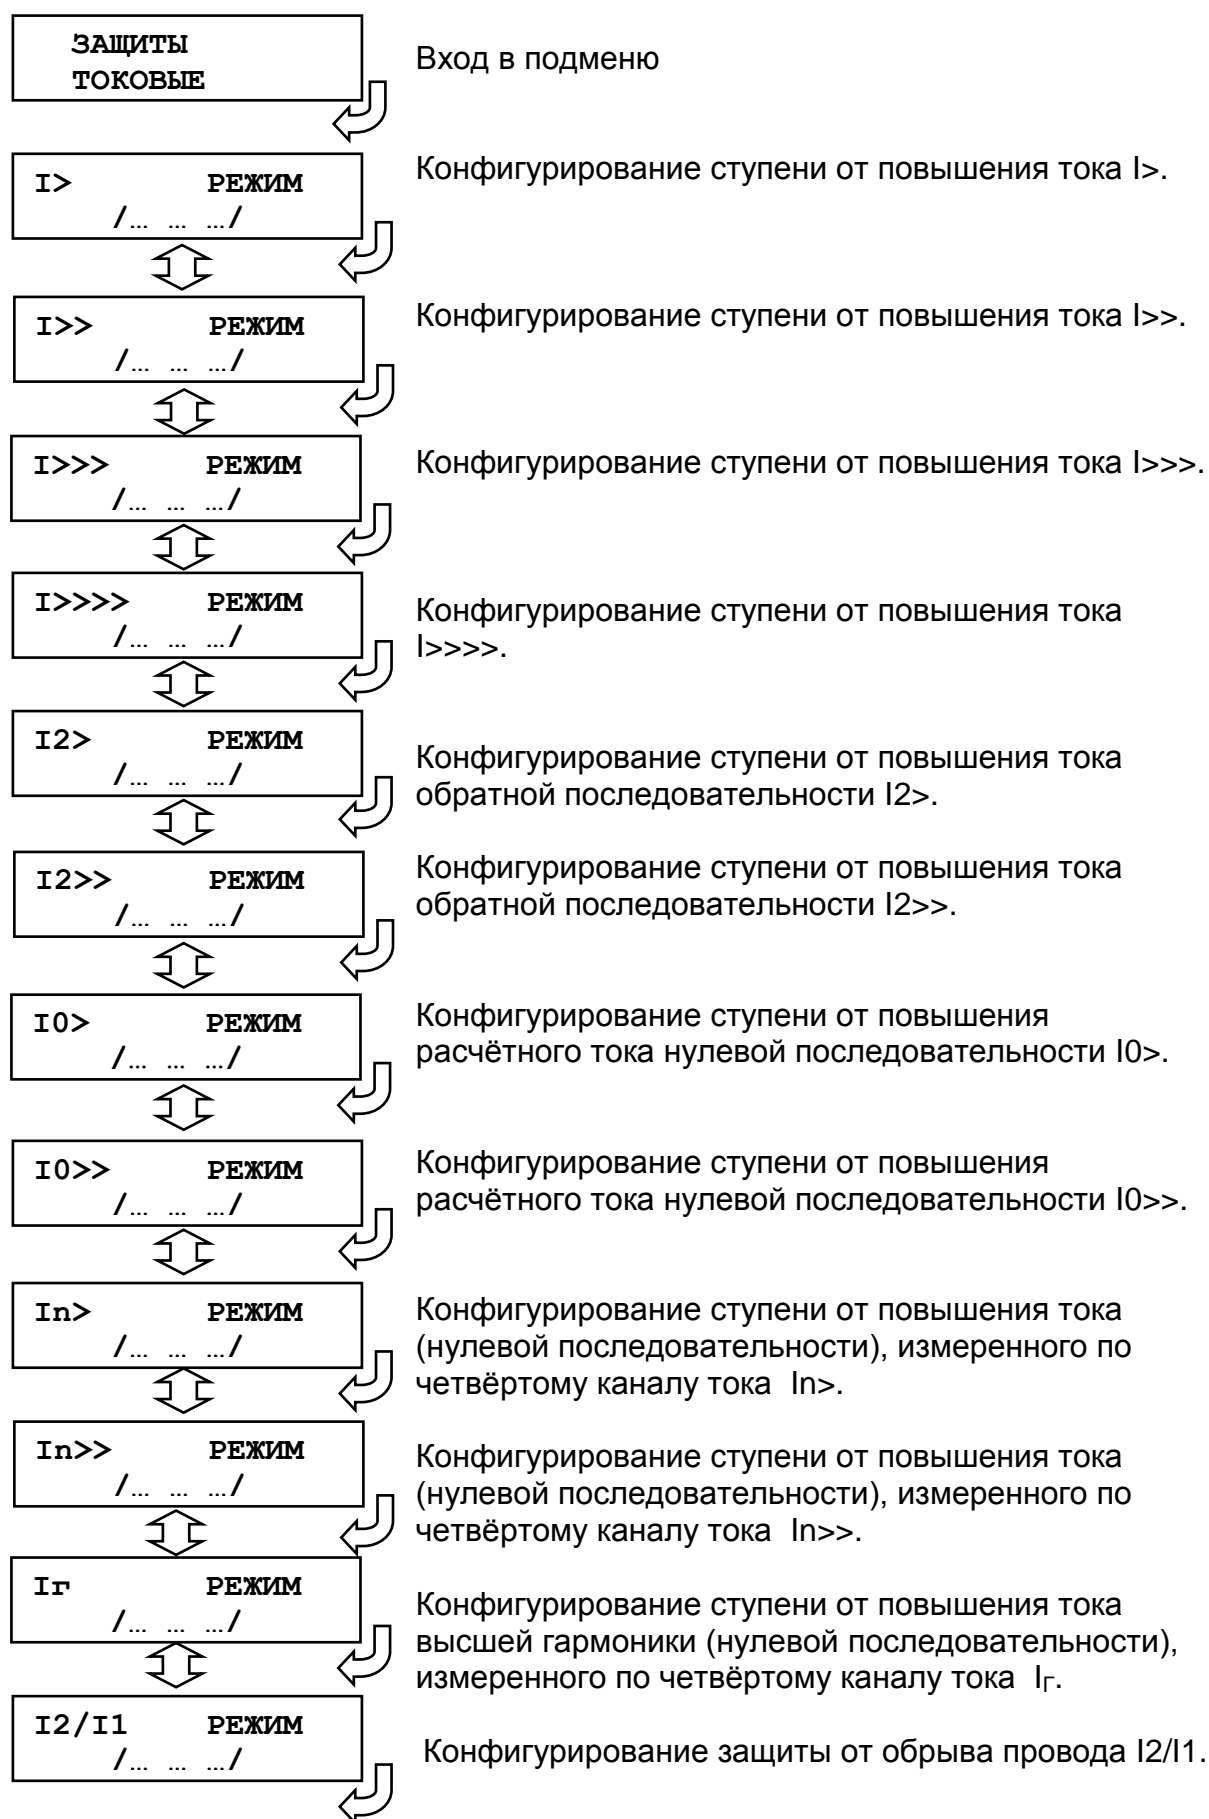 ЗАЩИТЫ
ТОКОВЫЕ
Вход в подменю
I> РЕЖИМ
/… … …/
Конфигурирование ступени от повышения тока I>.
I>> РЕЖИМ
/… … …/
Конфигурирование ступени от повышения тока I>>.
I>>> РЕЖИМ
/… … …/
Конфигурирование ступени от повышения тока I>>>.
I>>>> РЕЖИМ
/… … …/
Конфигурирование ступени от повышения тока
I>>>>.
I2> РЕЖИМ
/… … …/
Конфигурирование ступени от повышения тока
обратной последовательности I2>.
I2>> РЕЖИМ
/… … …/
Конфигурирование ступени от повышения тока
обратной последовательности I2>>.
I0> РЕЖИМ
/… … …/
Конфигурирование ступени от повышения
расчётного тока нулевой последовательности I0>.
I0>> РЕЖИМ
/… … …/
Конфигурирование ступени от повышения
расчётного тока нулевой последовательности I0>>.
In> РЕЖИМ
/… … …/
Конфигурирование ступени от повышения тока
(нулевой последовательности), измеренного по
четвёртому каналу тока In>.
In>> РЕЖИМ
/… … …/
Конфигурирование ступени от повышения тока
(нулевой последовательности), измеренного по
четвёртому каналу тока In>>.
Iг РЕЖИМ
/… … …/
Конфигурирование ступени от повышения тока
высшей гармоники (нулевой последовательности),
измеренного по четвёртому каналу тока Iг.
I2/I1 РЕЖИМ
/… … …/
Конфигурирование защиты от обрыва провода I2/I1.